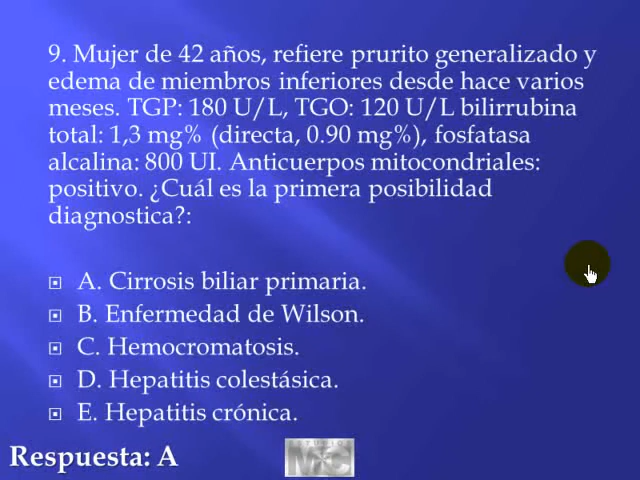 9. Mujer de 42 años, refiere prurito generalizado y
edema de miembros inferiores desde hace varios
meses. TGP: 180 U/L, TGO: 120 U/L bilirrubina
total: 1,3 mg% (directa, 0.90 mg%), fosfatasa
alcalina: 800 UI. Anticuerpos mitocondriales:
positivo. ¿Cuál es la primera posibilidad
diagnostica?:
A. Cirrosis biliar primaria.
B. Enfermedad de Wilson.
C. Hemocromatosis.
D. Hepatitis colestásica.
E. Hepatitis crónica.
Respuesta: A